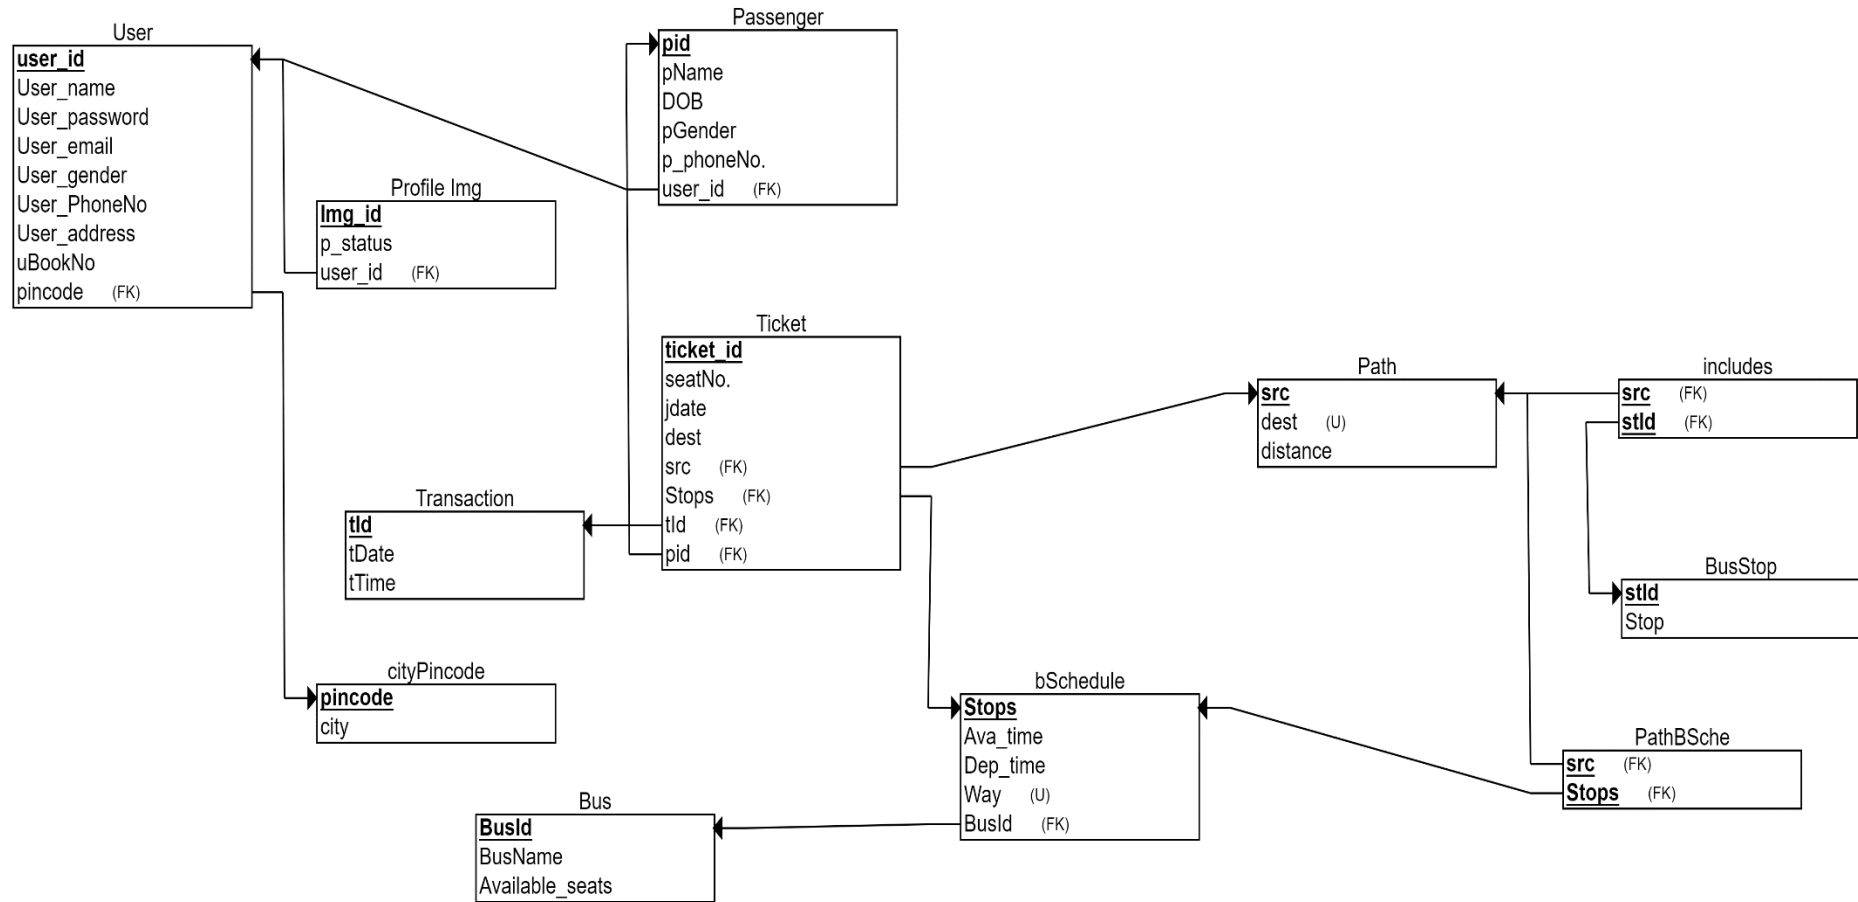 User
user_id
User_name
User_password
User_email
User_gender
User_PhoneNo
User_address
uBookNo
pincode (FK)
Passenger
pid
pName
DOB
pGender
p_phoneNo.
user_id (FK)
Profile Img
Img_id
p_status
user_id (FK)
Ticket
ticket_id
seatNo.
jdate
dest
src (FK)
Stops (FK)
tId (FK)
pid (FK)
Path
src
dest (U)
distance
includes
src (FK)
stId (FK)
Transaction
tId
tDate
tTime
BusStop
stId
Stop
cityPincode
pincode
city
bSchedule
Stops
Ava_time
Dep_time
Way (U)
BusId (FK)
PathBSche
src (FK)
Stops (FK)
Bus
BusId
BusName
Available_seats